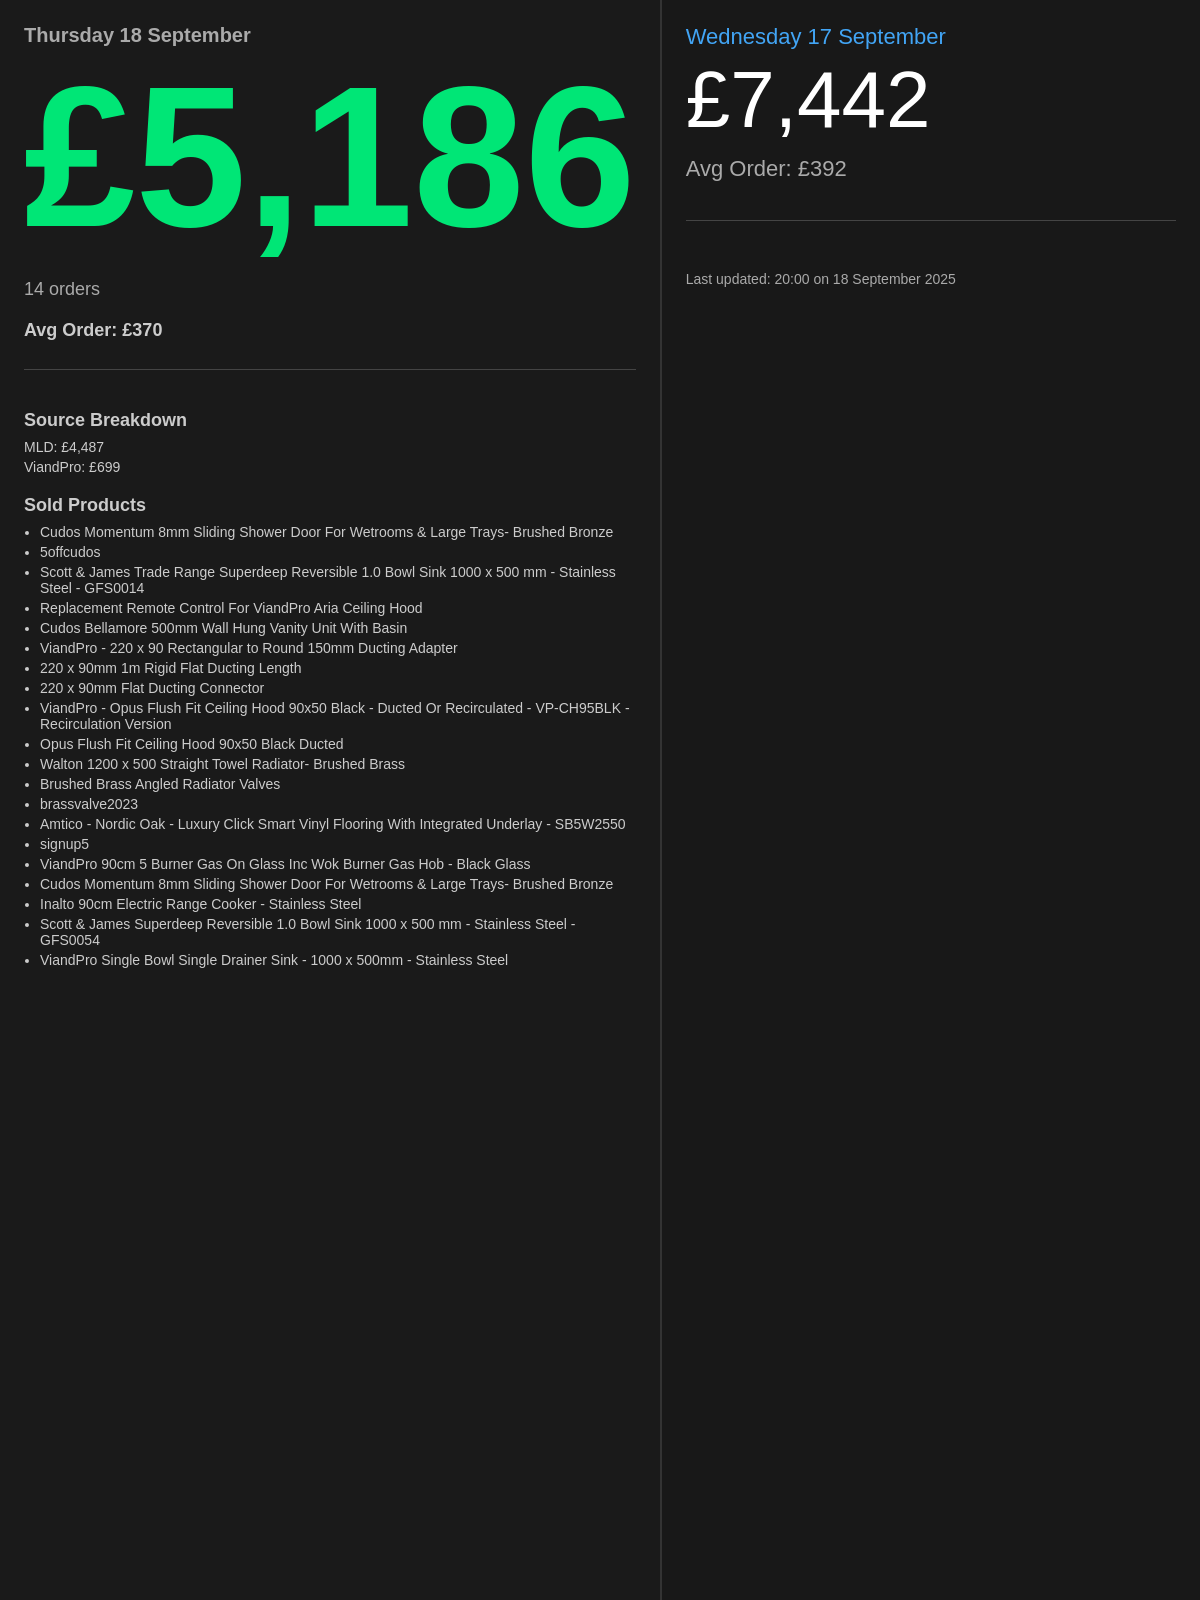 Thursday 18 September
£5,186
14 orders
Avg Order: £370
Source Breakdown
MLD: £4,487
ViandPro: £699
Sold Products
• Cudos Momentum 8mm Sliding Shower Door For Wetrooms & Large Trays- Brushed Bronze
• 5offcudos
• Scott & James Trade Range Superdeep Reversible 1.0 Bowl Sink 1000 x 500 mm - Stainless
Steel - GFS0014
• Replacement Remote Control For ViandPro Aria Ceiling Hood
• Cudos Bellamore 500mm Wall Hung Vanity Unit With Basin
• ViandPro - 220 x 90 Rectangular to Round 150mm Ducting Adapter
• 220 x 90mm 1m Rigid Flat Ducting Length
• 220 x 90mm Flat Ducting Connector
• ViandPro - Opus Flush Fit Ceiling Hood 90x50 Black - Ducted Or Recirculated - VP-CH95BLK -
Recirculation Version
• Opus Flush Fit Ceiling Hood 90x50 Black Ducted
• Walton 1200 x 500 Straight Towel Radiator- Brushed Brass
• Brushed Brass Angled Radiator Valves
• brassvalve2023
• Amtico - Nordic Oak - Luxury Click Smart Vinyl Flooring With Integrated Underlay - SB5W2550
• signup5
• ViandPro 90cm 5 Burner Gas On Glass Inc Wok Burner Gas Hob - Black Glass
• Cudos Momentum 8mm Sliding Shower Door For Wetrooms & Large Trays- Brushed Bronze
• Inalto 90cm Electric Range Cooker - Stainless Steel
• Scott & James Superdeep Reversible 1.0 Bowl Sink 1000 x 500 mm - Stainless Steel -
GFS0054
• ViandPro Single Bowl Single Drainer Sink - 1000 x 500mm - Stainless Steel
Wednesday 17 September
£7,442
Avg Order: £392
Last updated: 20:00 on 18 September 2025